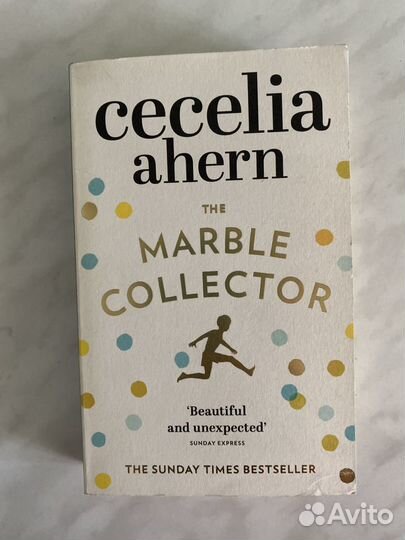 cecelia
ahern
THE
MARBLE
COLLECTOR
‘Beautiful
and unexpected’
SUNDAY EXPRESS
THE SUNDAY TIMES BESTSELLER
Avito